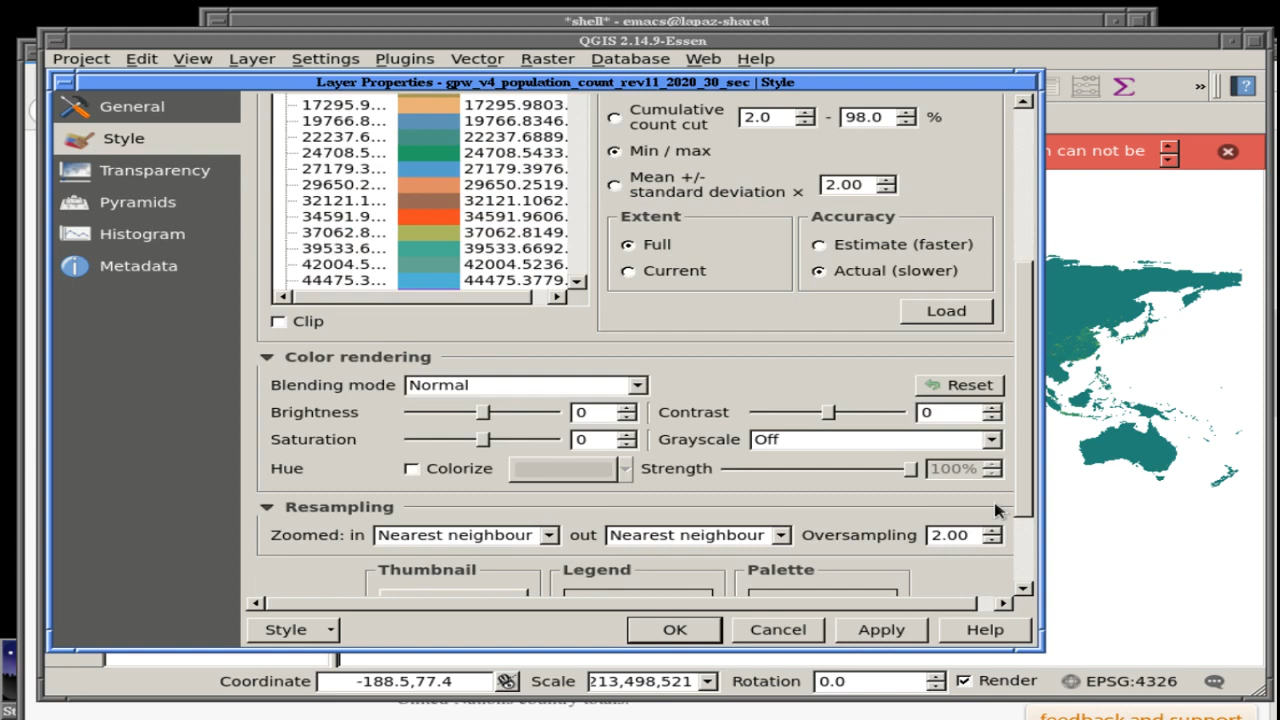 *shell* - emacs@lapaz-shared
QGIS 2.14.9-Essen
Project Edit View Layer Settings Plugins Vector Raster Database Web Help
Layer Properties - gpw_v4_population_count_rev11_2020_30_sec | Style
General
Style
Transparency
Pyramids
Histogram
Metadata
17295.9... 17295.9803.
19766.8... 19766.8346.
22237.6... 22237.6889.
24708.5... 24708.5433.
27179.3... 27179.3976.
29650.2... 29650.2519.
32121.1... 32121.1062.
34591.9... 34591.9606.
37062.8... 37062.8149.
39533.6... 39533.6692.
42004.5... 42004.5236.
44475.3... 44475.3779.
Clip
Cumulative
count cut 2.0 - 98.0 %
Min / max
Mean +/-
standard deviation × 2.00
Extent
Full
Current
Accuracy
Estimate (faster)
Actual (slower)
Load
n can not be
»
Color rendering
Blending mode Normal Reset
Brightness 0 Contrast 0
Saturation 0 Grayscale Off
Hue Colorize Strength 100%
Resampling
Zoomed: in Nearest neighbour out Nearest neighbour Oversampling 2.00
Thumbnail Legend Palette
Style OK Cancel Apply Help
Coordinate -188.5,77.4 Scale 213,498,521 Rotation 0.0 Render EPSG:4326
St
United Nations country totals.
feedback and support